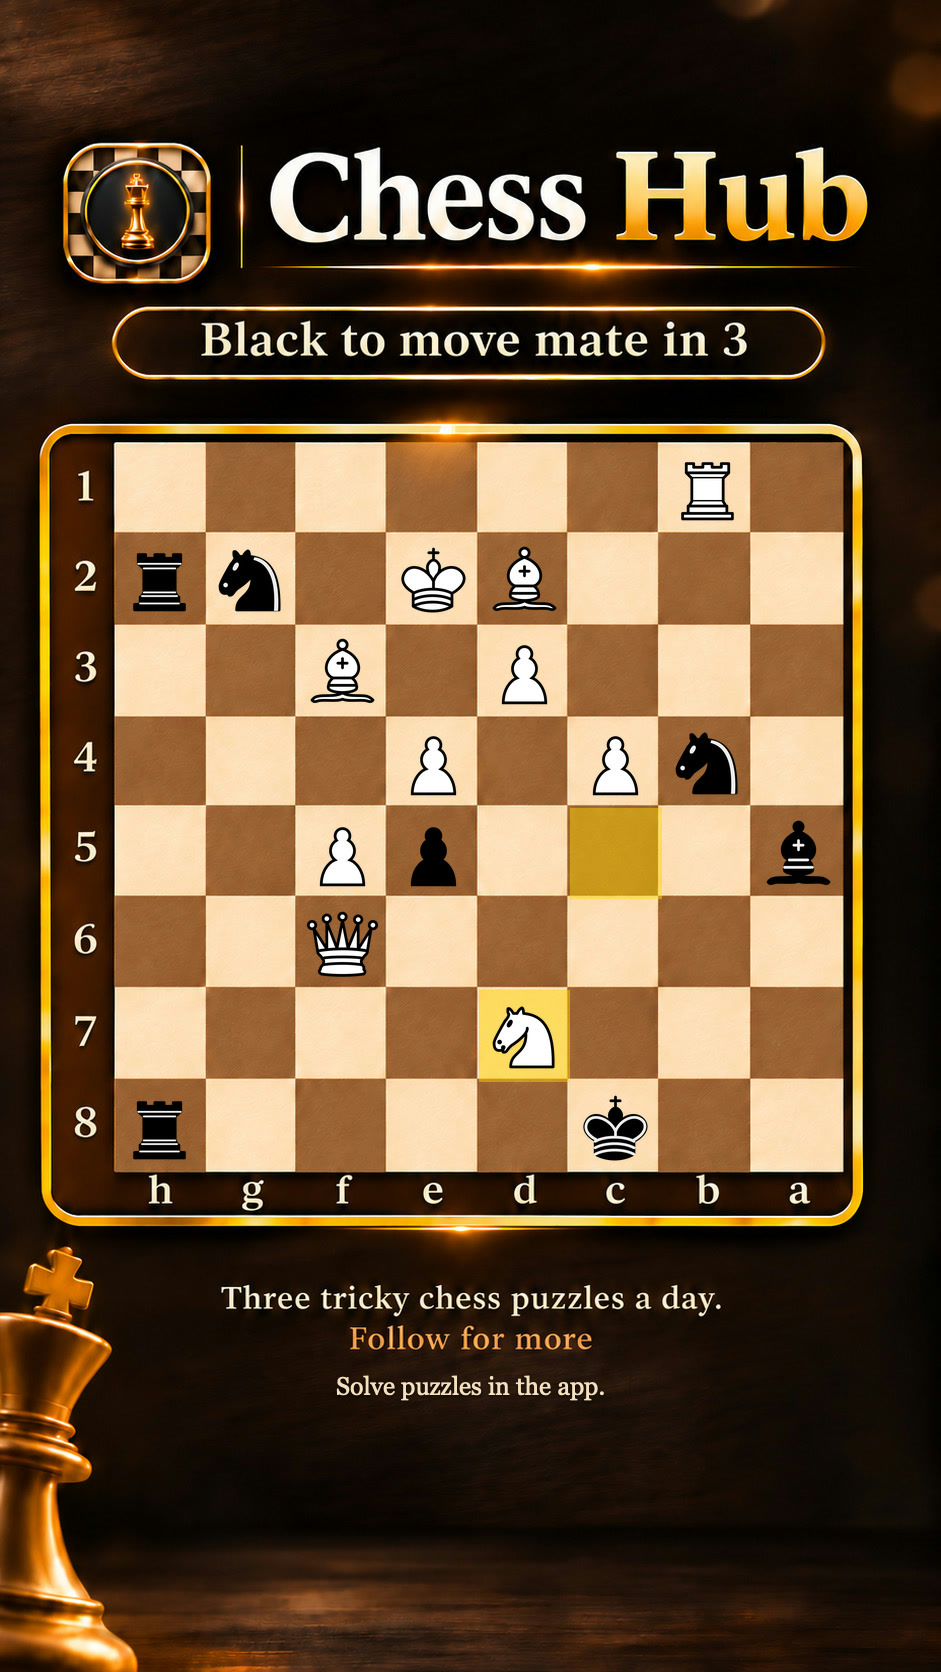 Chess Hub
Black to move mate in 3
1
2
3
4
5
6
7
8
h g f e d c b a
Three tricky chess puzzles a day.
Follow for more
Solve puzzles in the app.